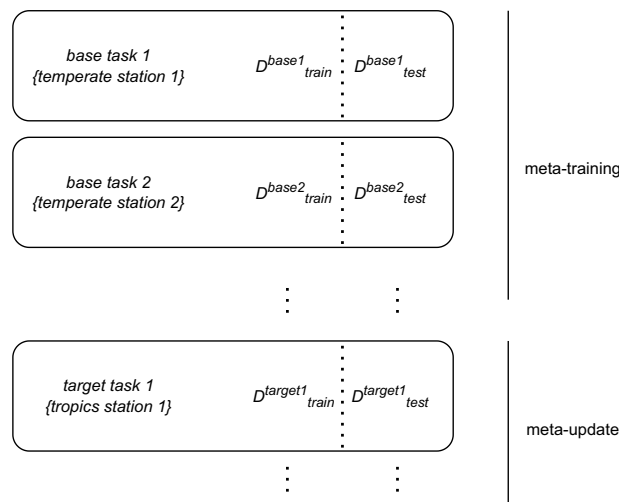 base task 1
{temperate station 1}
D^base1_train
D^base1_test
base task 2
{temperate station 2}
D^base2_train
D^base2_test
meta-training
target task 1
{tropics station 1}
D^target1_train
D^target1_test
meta-update